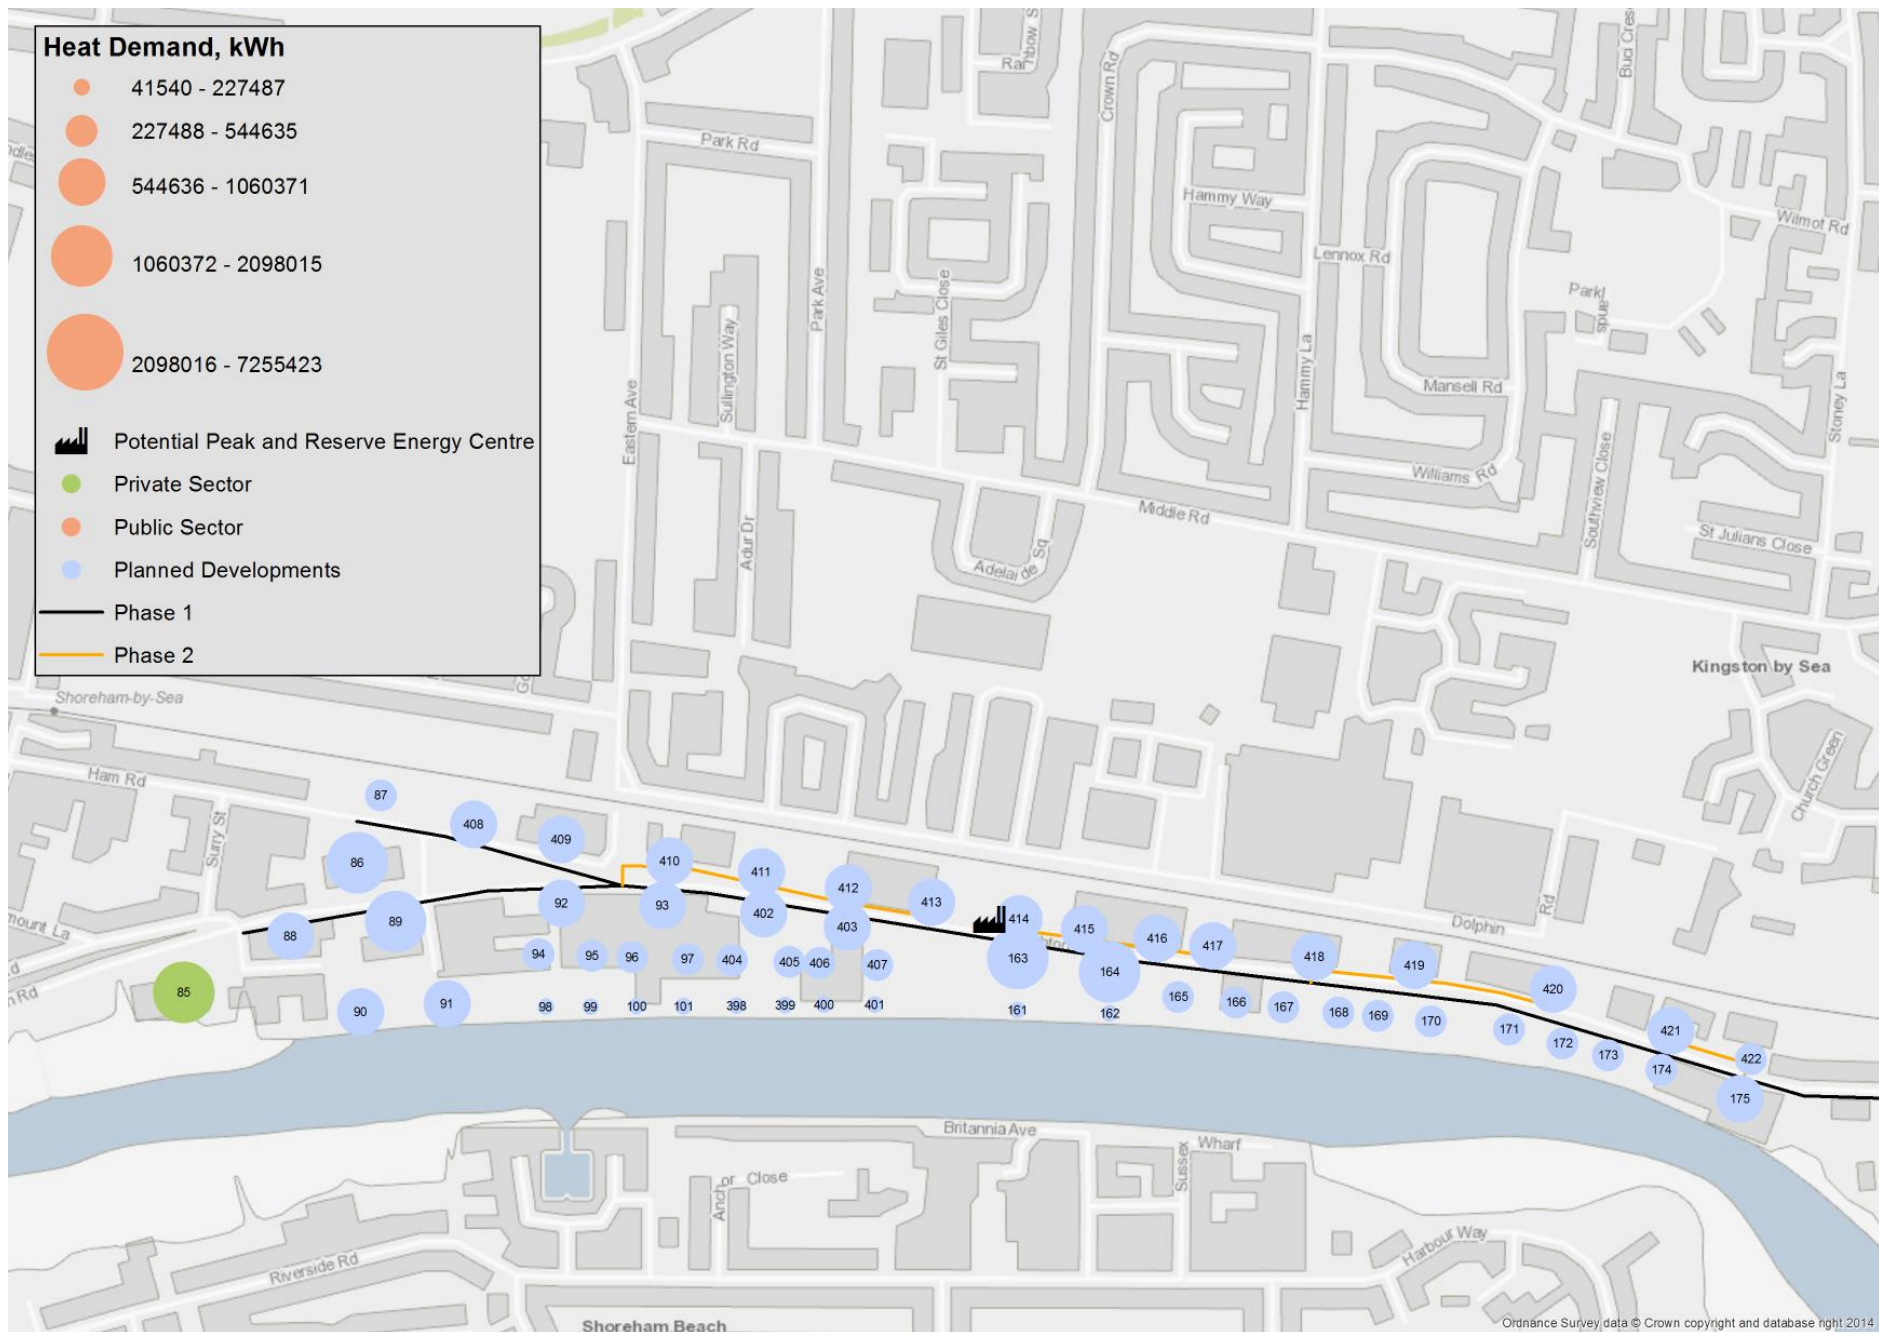 Heat Demand, kWh
41540 - 227487
227488 - 544635
544636 - 1060371
1060372 - 2098015
2098016 - 7255423
Potential Peak and Reserve Energy Centre
Private Sector
Public Sector
Planned Developments
Phase 1
Phase 2
Park Rd
Crown Rd
Hammy Way
Lennox Rd
Wilmot Rd
Park Ave
St Giles Close
Sullington Way
Eastern Ave
Hammy La
Mansell Rd
Stoney La
Williams Rd
Southview Close
Middle Rd
St Julians Close
Adur Dr
Adelaide Sq
Kingston by Sea
Church Green
Shoreham-by-Sea
Ham Rd
Surry St
Dolphin Rd
mount La
87
408
409
86
410
411
412
413
414
415
416
417
418
419
420
421
422
88
89
92
93
402
403
163
164
94
95
96
97
404
405
406
407
165
166
167
168
169
170
171
172
173
174
175
85
90
91
98
99
100
101
398
399
400
401
161
162
Britannia Ave
Sussex
Wharf
Anchor Close
Riverside Rd
Harbour Way
Shoreham Beach
Ordnance Survey data © Crown copyright and database right 2014